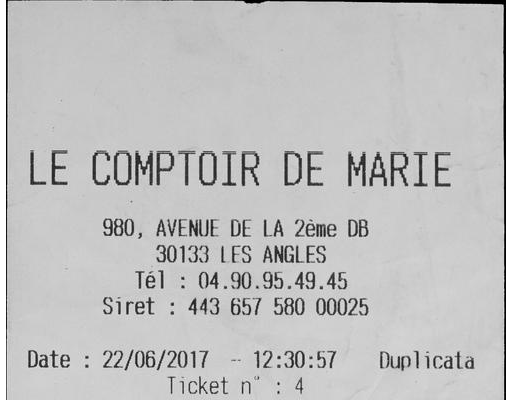 LE COMPTOIR DE MARIE
980, AVENUE DE LA 2ème DB
30133 LES ANGLES
Tél : 04.90.95.49.45
Siret : 443 657 580 00025
Date : 22/06/2017 - 12:30:57 Duplicata
Ticket n° : 4